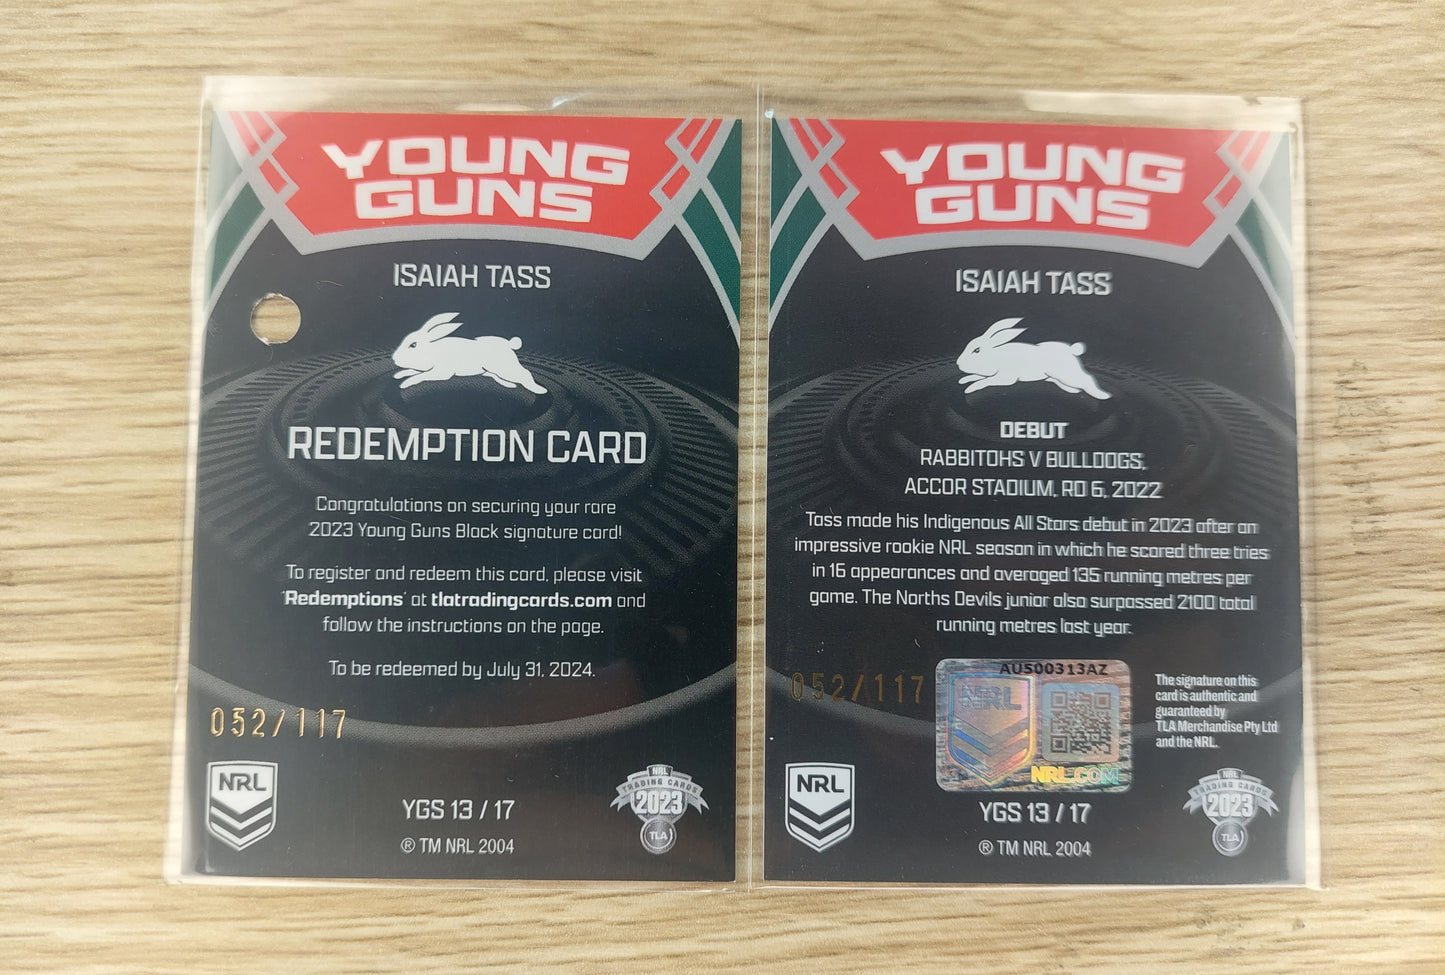 YOUNG
GUNS
ISAIAH TASS
REDEMPTION CARD
Congratulations on securing your rare
2023 Young Guns Black signature card!
To register and redeem this card, please visit
'Redemptions' at tlatradingcards.com and
follow the instructions on the page.
To be redeemed by July 31, 2024.
052/117
NRL
YGS 13 / 17
® TM NRL 2004
NRL
TRADING CARDS
2023
TLA
YOUNG
GUNS
ISAIAH TASS
DEBUT
RABBITOHS V BULLDOGS,
ACCOR STADIUM, RD 6, 2022
Tass made his Indigenous All Stars debut in 2023 after an
impressive rookie NRL season in which he scored three tries
in 16 appearances and averaged 135 running metres per
game. The Norths Devils junior also surpassed 2100 total
running metres last year.
052/117
AU500313AZ
NRL
NRL.COM
The signature on this
card is authentic and
guaranteed by
TLA Merchandise Pty Ltd
and the NRL.
NRL
YGS 13 / 17
® TM NRL 2004
NRL
TRADING CARDS
2023
TLA